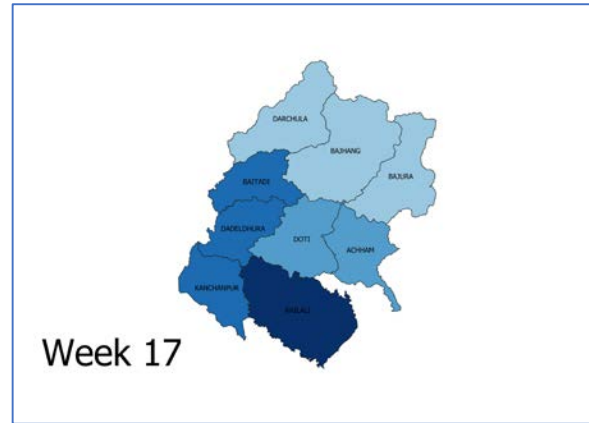 DARCHULA
BAJHANG
BAJURA
BAITADI
DADELDHURA
DOTI
ACHHAM
KANCHANPUR
KAILALI
Week 17